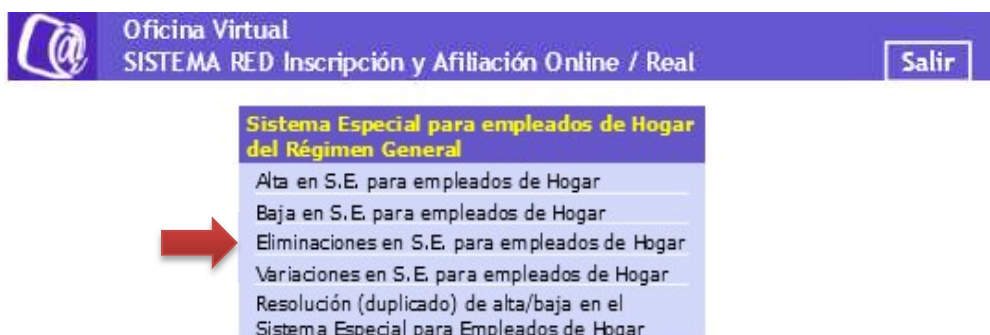 Oficina Virtual
SISTEMA RED Inscripción y Afiliación Online / Real
Salir
Sistema Especial para empleados de Hogar
del Régimen General
Alta en S.E. para empleados de Hogar
Baja en S.E. para empleados de Hogar
Eliminaciones en S.E. para empleados de Hogar
Variaciones en S.E. para empleados de Hogar
Resolución (duplicado) de alta/baja en el
Sistema Especial para Empleados de Hogar